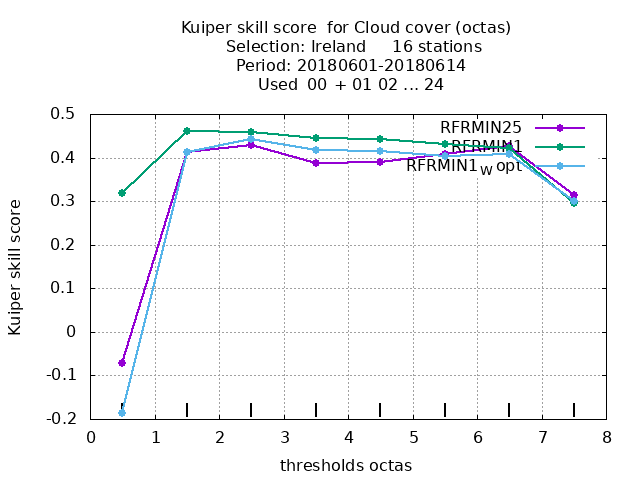 Kuiper skill score  for Cloud cover (octas)
Selection: Ireland     16 stations
Period: 20180601-20180614
Used  00 + 01 02 ... 24
RFRMIN25
RFRMIN1
RFRMIN1_W opt
Kuiper skill score
0.5
0.4
0.3
0.2
0.1
0
-0.1
-0.2
0 1 2 3 4 5 6 7 8
thresholds octas